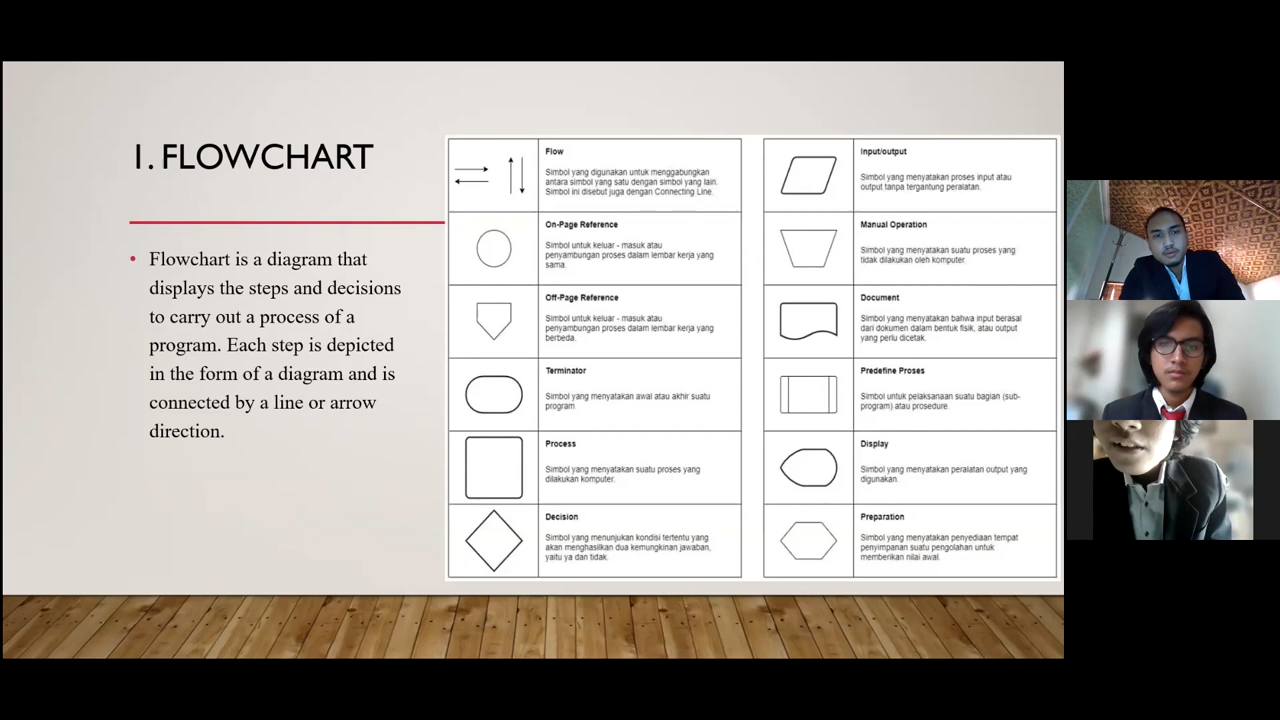 1. FLOWCHART
• Flowchart is a diagram that
displays the steps and decisions
to carry out a process of a
program. Each step is depicted
in the form of a diagram and is
connected by a line or arrow
direction.
Flow
Simbol yang digunakan untuk menggabungkan
antara simbol yang satu dengan simbol yang lain.
Simbol ini disebut juga dengan Connecting Line.
On-Page Reference
Simbol untuk keluar - masuk atau
penyambungan proses dalam lembar kerja yang
sama.
Off-Page Reference
Simbol untuk keluar - masuk atau
penyambungan proses dalam lembar kerja yang
berbeda.
Terminator
Simbol yang menyatakan awal atau akhir suatu
program.
Process
Simbol yang menyatakan suatu proses yang
dilakukan komputer.
Decision
Simbol yang menunjukan kondisi tertentu yang
akan menghasilkan dua kemungkinan jawaban,
yaitu ya dan tidak.
Input/output
Simbol yang menyatakan proses input atau
output tanpa tergantung peralatan.
Manual Operation
Simbol yang menyatakan suatu proses yang
tidak dilakukan oleh komputer.
Document
Simbol yang menyatakan bahwa input berasal
dari dokumen dalam bentuk fisik, atau output
yang perlu dicetak.
Predefine Proses
Simbol untuk pelaksanaan suatu bagian (sub-
program) atau prosedure.
Display
Simbol yang menyatakan peralatan output yang
digunakan.
Preparation
Simbol yang menyatakan penyediaan tempat
penyimpanan suatu pengolahan untuk
memberikan nilai awal.